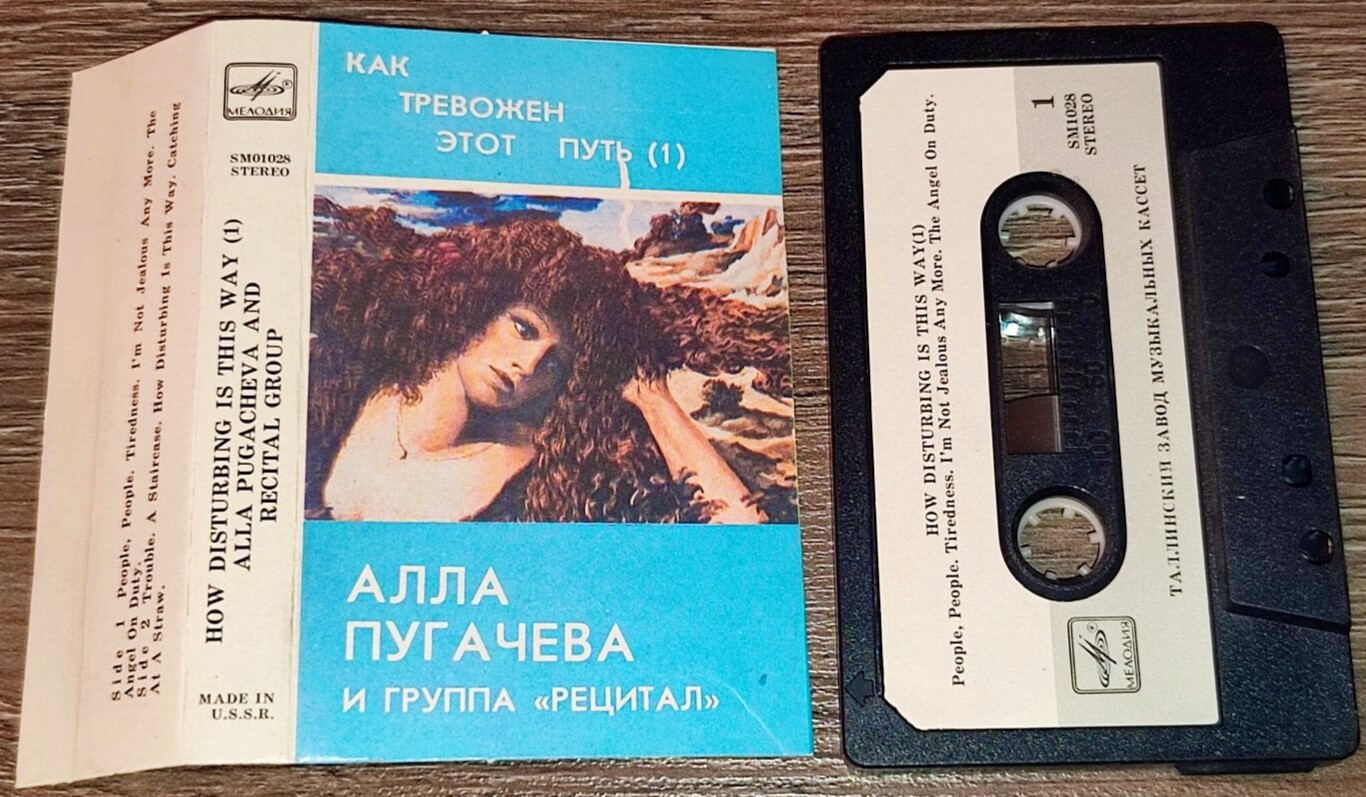 Side 1 People, People. Tiredness. I'm Not Jealous Any More. The
Angel On Duty.
Side 2 Trouble. A Staircase. How Disturbing Is This Way. Catching
At A Straw.
МЕЛОДИЯ
SM01028
STEREO
HOW DISTURBING IS THIS WAY (1)
ALLA PUGACHEVA AND
RECITAL GROUP
MADE IN
U.S.S.R.
КАК
ТРЕВОЖЕН
ЭТОТ ПУТЬ (1)
АЛЛА
ПУГАЧЕВА
И ГРУППА «РЕЦИТАЛ»
HOW DISTURBING IS THIS WAY(1)
People, People. Tiredness. I'm Not Jealous Any More. The Angel On Duty.
1
SM1028
STEREO
100 50 0
МЕЛОДИЯ
ТАЛЛИНСКИЙ ЗАВОД МУЗЫКАЛЬНЫХ КАССЕТ